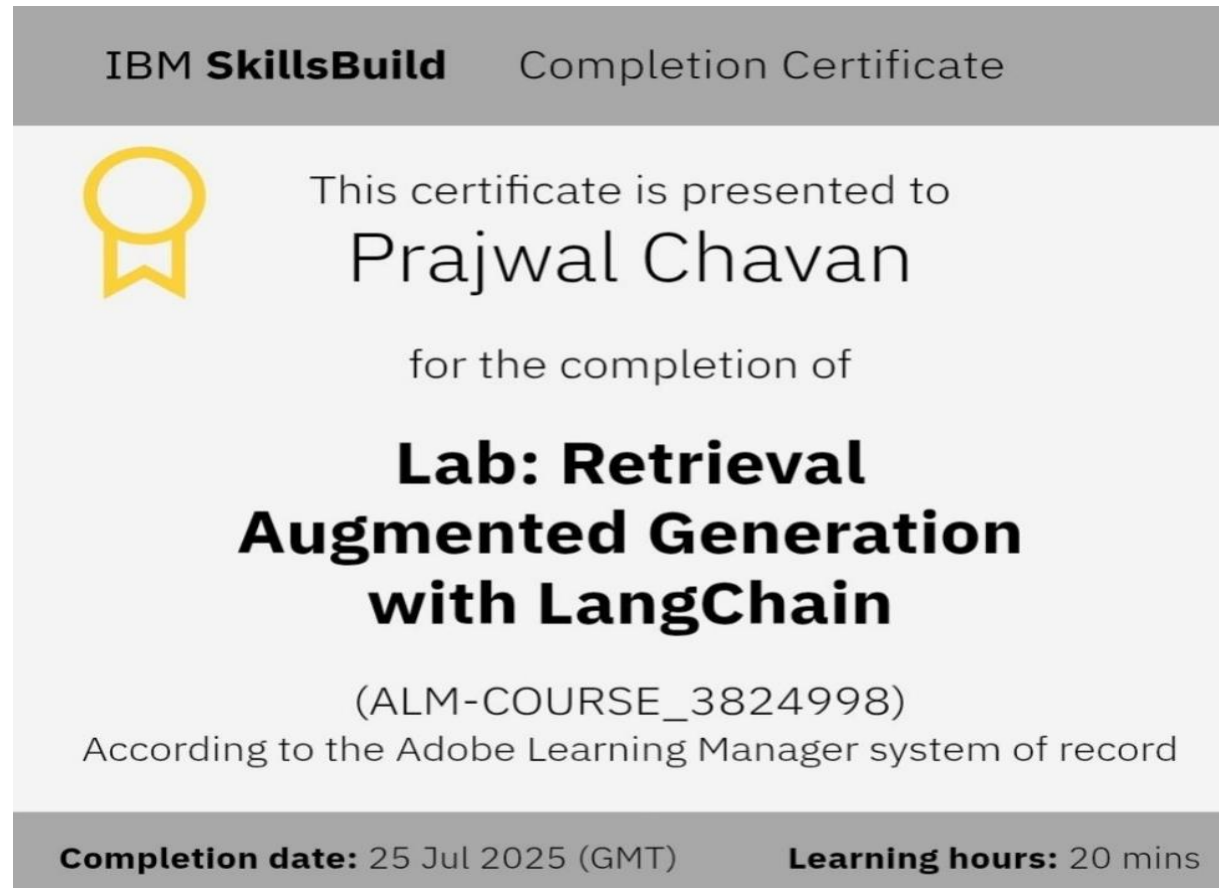 IBM SkillsBuild Completion Certificate
This certificate is presented to
Prajwal Chavan
for the completion of
Lab: Retrieval
Augmented Generation
with LangChain
(ALM-COURSE_3824998)
According to the Adobe Learning Manager system of record
Completion date: 25 Jul 2025 (GMT) Learning hours: 20 mins